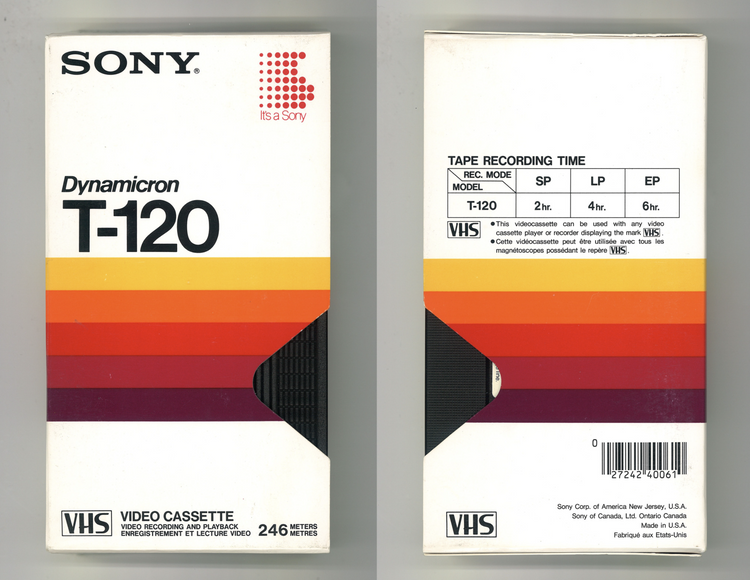 SONY®
It's a Sony
Dynamicron
T-120
VHS
VIDEO CASSETTE
VIDEO RECORDING AND PLAYBACK
ENREGISTREMENT ET LECTURE VIDEO
246 METERS
METRES
TAPE RECORDING TIME
REC. MODE
MODEL
SP LP EP
T-120 2hr. 4hr. 6hr.
VHS
● This videocassette can be used with any video
cassette player or recorder displaying the mark VHS.
● Cette vidéocassette peut être utilisée avec tous les
magnétoscopes possédant le repère VHS.
0
27242 40061
Sony Corp. of America New Jersey, U.S.A.
Sony of Canada, Ltd. Ontario Canada
Made in U.S.A.
Fabriqué aux Etats-Unis
VHS